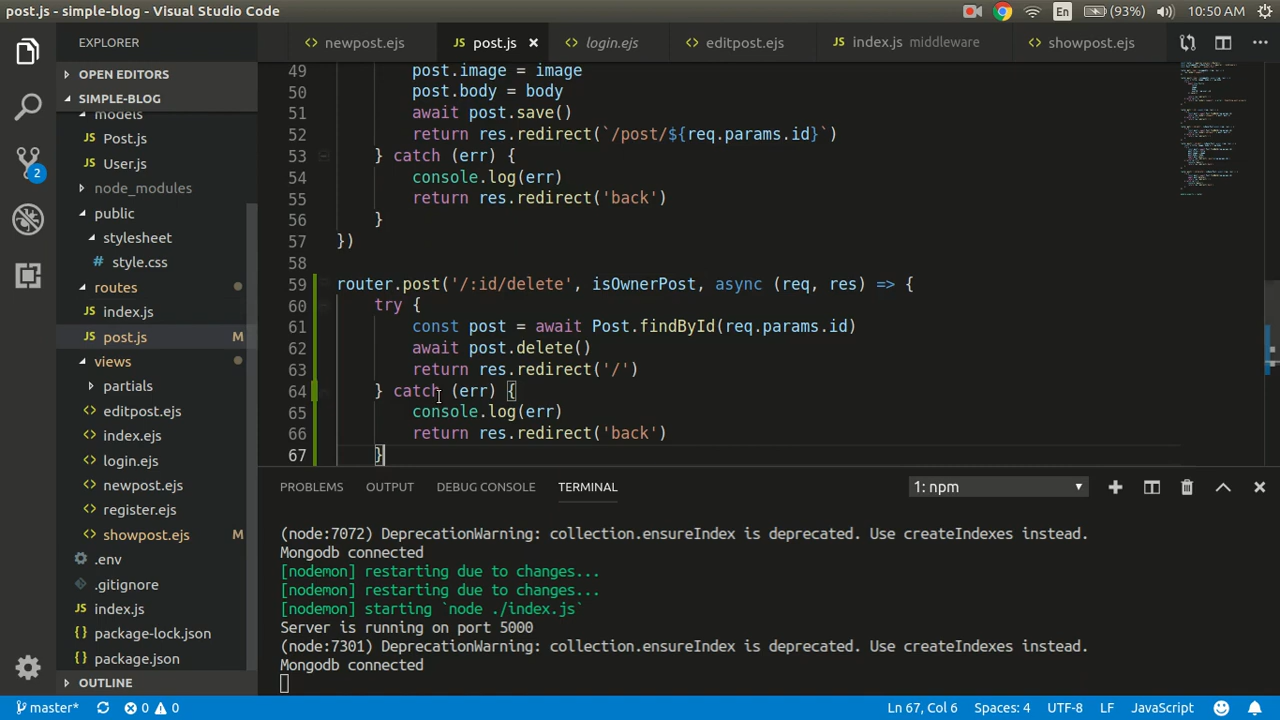 post.js - simple-blog - Visual Studio Code
En
(93%)
10:50 AM
EXPLORER
newpost.ejs
post.js
login.ejs
editpost.ejs
index.js middleware
showpost.ejs
OPEN EDITORS
SIMPLE-BLOG
models
Post.js
User.js
2
node_modules
public
stylesheet
style.css
routes
index.js
post.js M
views
partials
editpost.ejs
index.ejs
login.ejs
newpost.ejs
register.ejs
showpost.ejs M
.env
.gitignore
index.js
package-lock.json
package.json
OUTLINE
49 post.image = image
50 post.body = body
51 await post.save()
52 return res.redirect(`/post/${req.params.id}`)
53 } catch (err) {
54 console.log(err)
55 return res.redirect('back')
56 }
57 })
58
59 router.post('/:id/delete', isOwnerPost, async (req, res) => {
60 try {
61 const post = await Post.findById(req.params.id)
62 await post.delete()
63 return res.redirect('/')
64 } catch (err) {
65 console.log(err)
66 return res.redirect('back')
67 }
PROBLEMS OUTPUT DEBUG CONSOLE TERMINAL
1: npm
(node:7072) DeprecationWarning: collection.ensureIndex is deprecated. Use createIndexes instead.
Mongodb connected
[nodemon] restarting due to changes...
[nodemon] restarting due to changes...
[nodemon] starting `node ./index.js`
Server is running on port 5000
(node:7301) DeprecationWarning: collection.ensureIndex is deprecated. Use createIndexes instead.
Mongodb connected
master* 0 0
Ln 67, Col 6 Spaces: 4 UTF-8 LF JavaScript